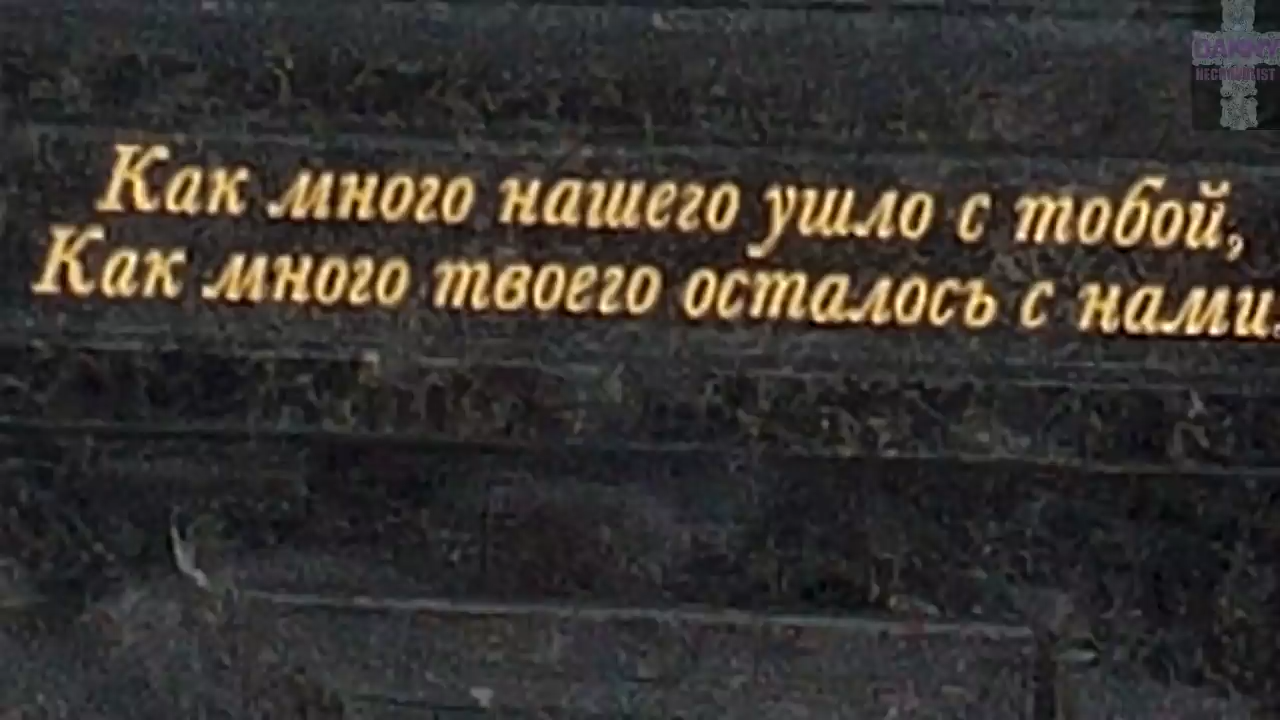 Как много нашего ушло с тобой,
Как много твоего осталось с нами.